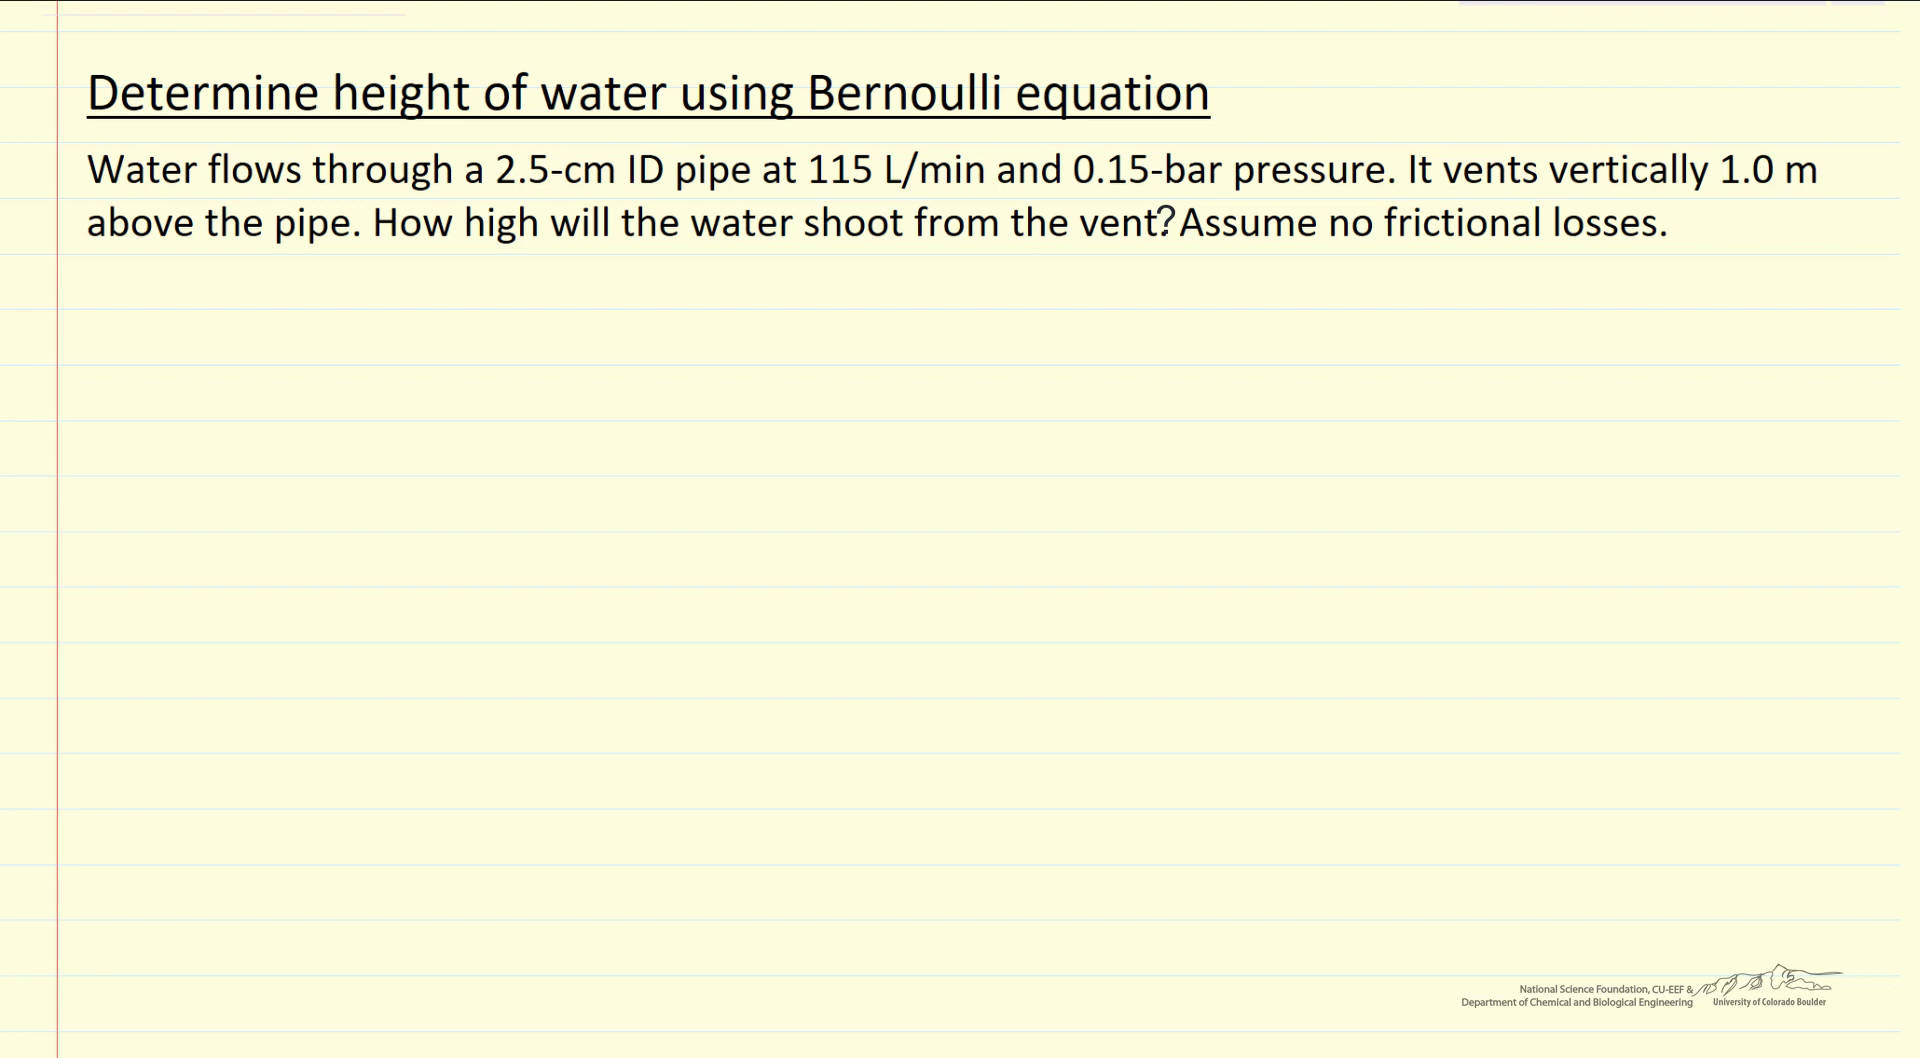 Determine height of water using Bernoulli equation
Water flows through a 2.5-cm ID pipe at 115 L/min and 0.15-bar pressure. It vents vertically 1.0 m
above the pipe. How high will the water shoot from the vent? Assume no frictional losses.
National Science Foundation, CU-EEF &
Department of Chemical and Biological Engineering
University of Colorado Boulder